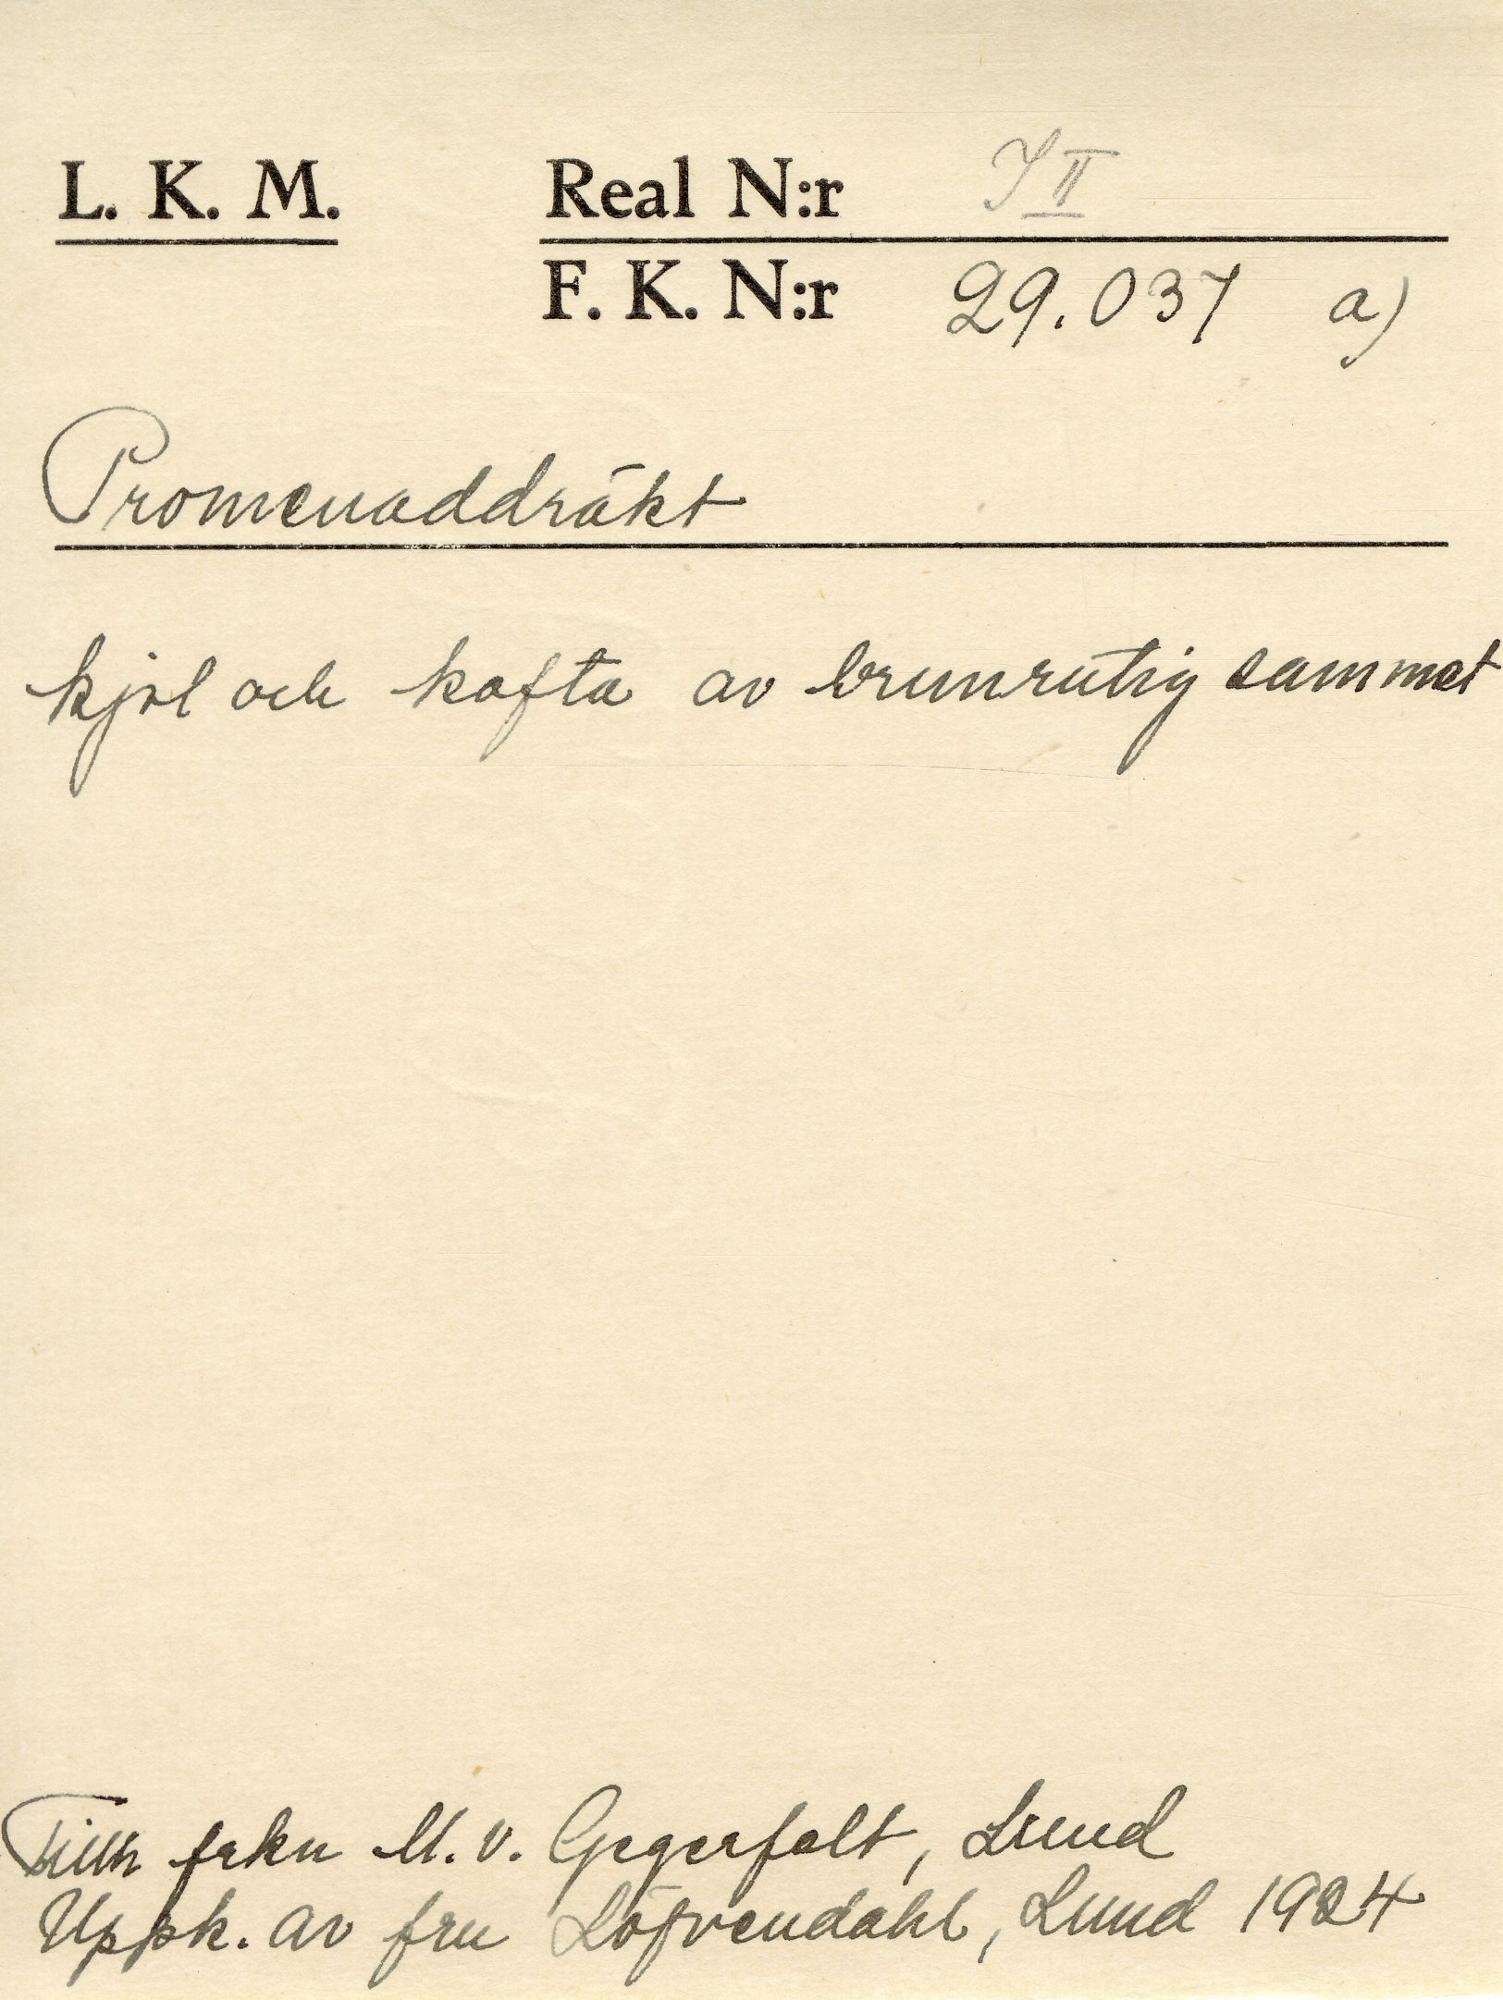 L. K. M. Real N:r II
F. K. N:r 29.037 a)
Promenaddräkt
kjol och kofta av brunrutig sammet
Tillh frkn M. v. Gegerfelt, Lund
Uppk. av fru Löfvendahl, Lund 1924